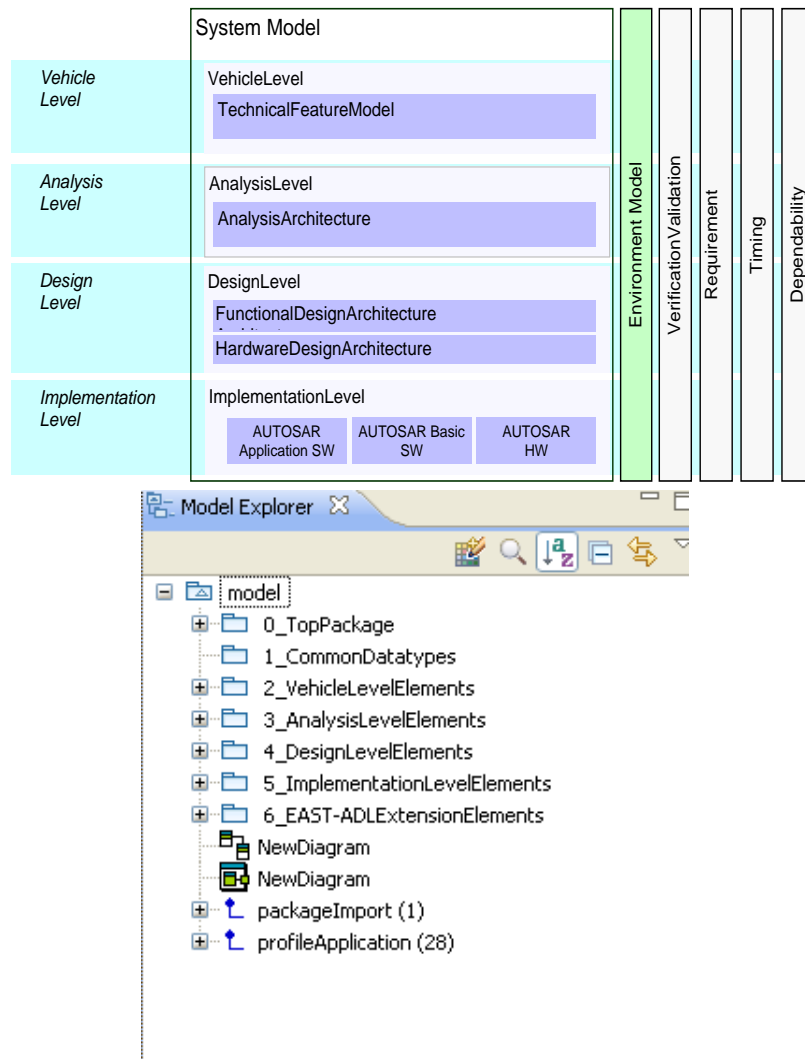 System Model
Vehicle
Level
VehicleLevel
TechnicalFeatureModel
Analysis
Level
AnalysisLevel
AnalysisArchitecture
Design
Level
DesignLevel
FunctionalDesignArchitecture
HardwareDesignArchitecture
Implementation
Level
ImplementationLevel
AUTOSAR
Application SW
AUTOSAR Basic
SW
AUTOSAR
HW
Environment Model
VerificationValidation
Requirement
Timing
Dependability
Model Explorer
model
0_TopPackage
1_CommonDatatypes
2_VehicleLevelElements
3_AnalysisLevelElements
4_DesignLevelElements
5_ImplementationLevelElements
6_EAST-ADLExtensionElements
NewDiagram
NewDiagram
packageImport (1)
profileApplication (28)